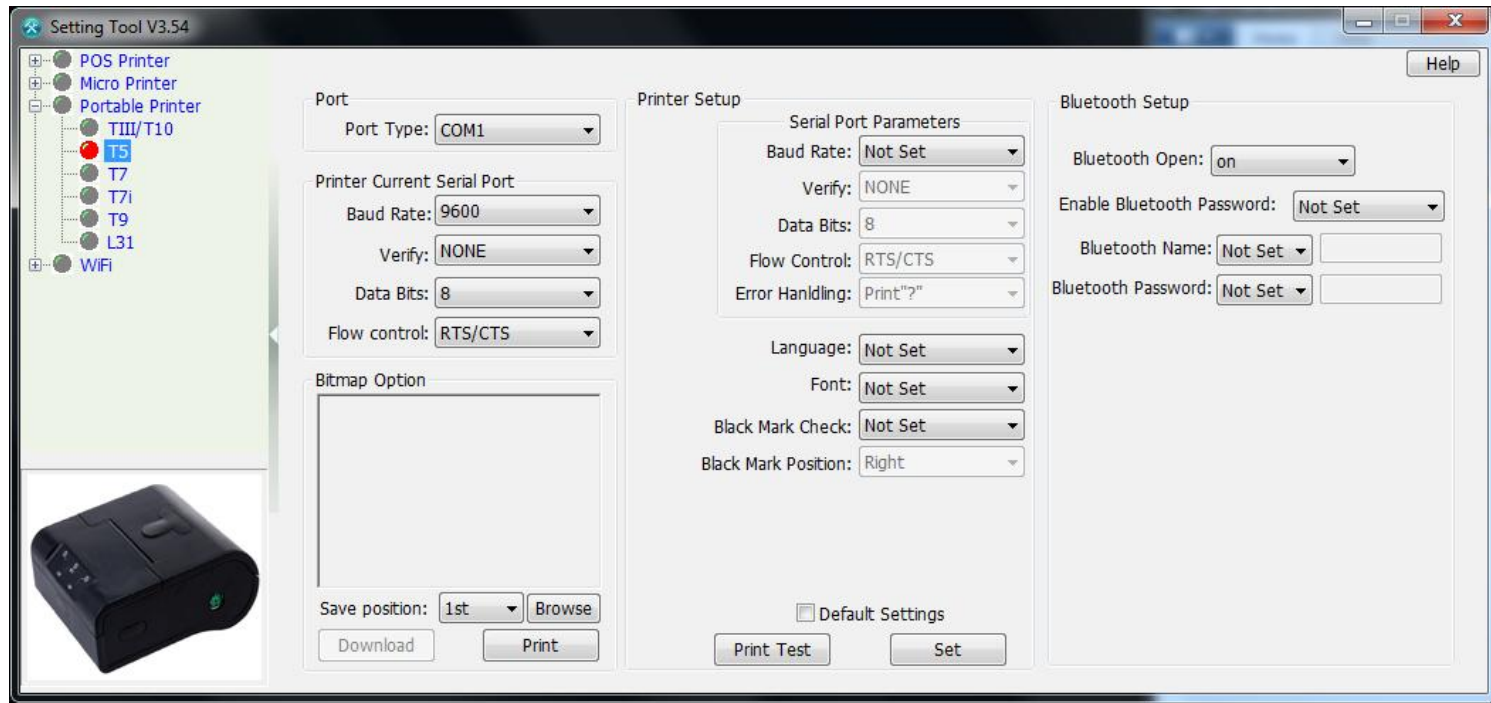 Setting Tool V3.54
POS Printer
Micro Printer
Portable Printer
TIII/T10
T5
T7
T7i
T9
L31
WiFi
Help
Port
Port Type: COM1
Printer Current Serial Port
Baud Rate: 9600
Verify: NONE
Data Bits: 8
Flow control: RTS/CTS
Bitmap Option
Save position: 1st Browse
Download Print
Printer Setup
Serial Port Parameters
Baud Rate: Not Set
Verify: NONE
Data Bits: 8
Flow Control: RTS/CTS
Error Hanldling: Print"?"
Language: Not Set
Font: Not Set
Black Mark Check: Not Set
Black Mark Position: Right
Default Settings
Print Test Set
Bluetooth Setup
Bluetooth Open: on
Enable Bluetooth Password: Not Set
Bluetooth Name: Not Set
Bluetooth Password: Not Set